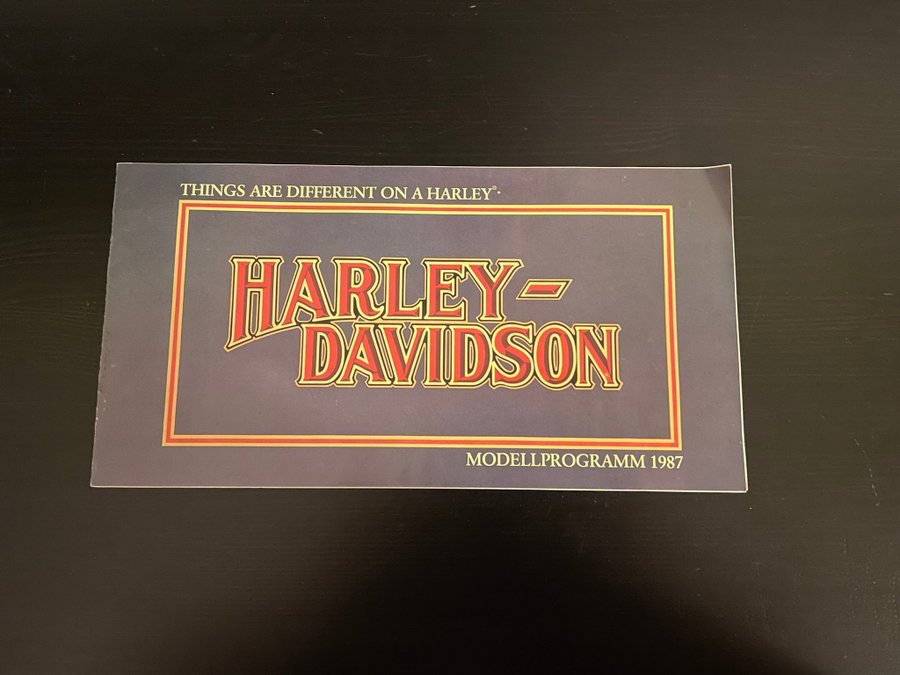 THINGS ARE DIFFERENT ON A HARLEY®.
HARLEY-
DAVIDSON
MODELLPROGRAMM 1987